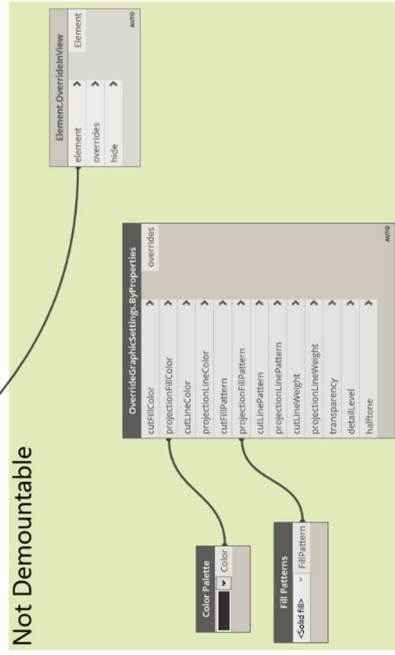 Not Demountable
Color Palette
Color
Fill Patterns
<Solid fill>
FillPattern
OverrideGraphicSettings.ByProperties
cutFillColor
overrides
projectionFillColor
cutLineColor
projectionLineColor
cutFillPattern
projectionFillPattern
cutLinePattern
projectionLinePattern
cutLineWeight
projectionLineWeight
transparency
detailLevel
halftone
AUTO
Element.OverrideInView
element
Element
overrides
hide
AUTO